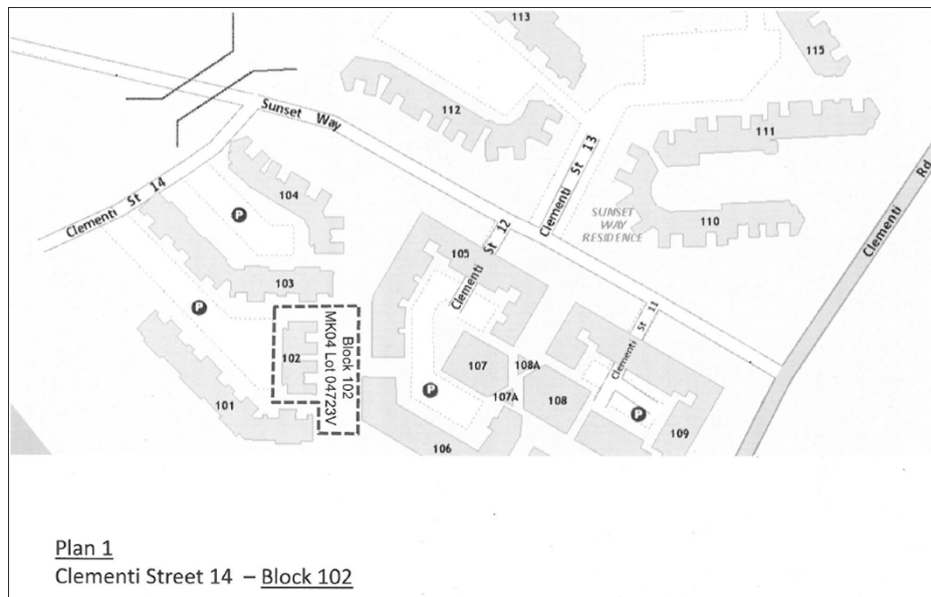 113
115
112
Sunset Way
111
Clementi St 13
Clementi St 14
104
P
SUNSET
WAY
RESIDENCE
110
Clementi Rd
105
Clementi St 12
103
P
Clementi St 11
Block 102
MK04 Lot 04723V
102
107
108A
107A
108
P
P
101
106
109
Plan 1
Clementi Street 14 – Block 102